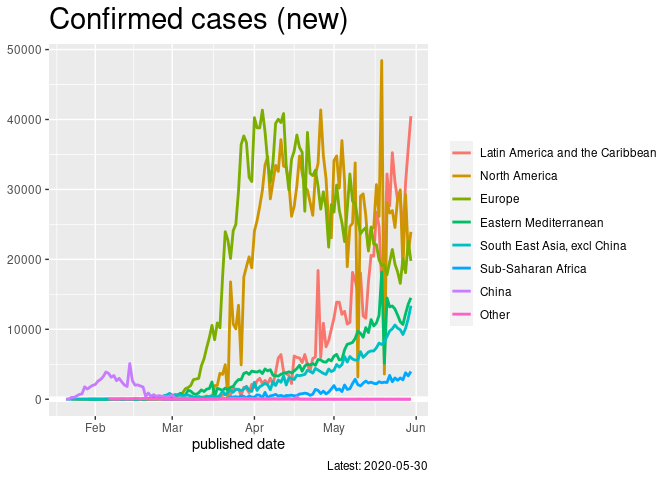 Confirmed cases (new)
50000
40000
30000
20000
10000
0
Feb
Mar
Apr
May
Jun
published date
Latin America and the Caribbean
North America
Europe
Eastern Mediterranean
South East Asia, excl China
Sub-Saharan Africa
China
Other
Latest: 2020-05-30